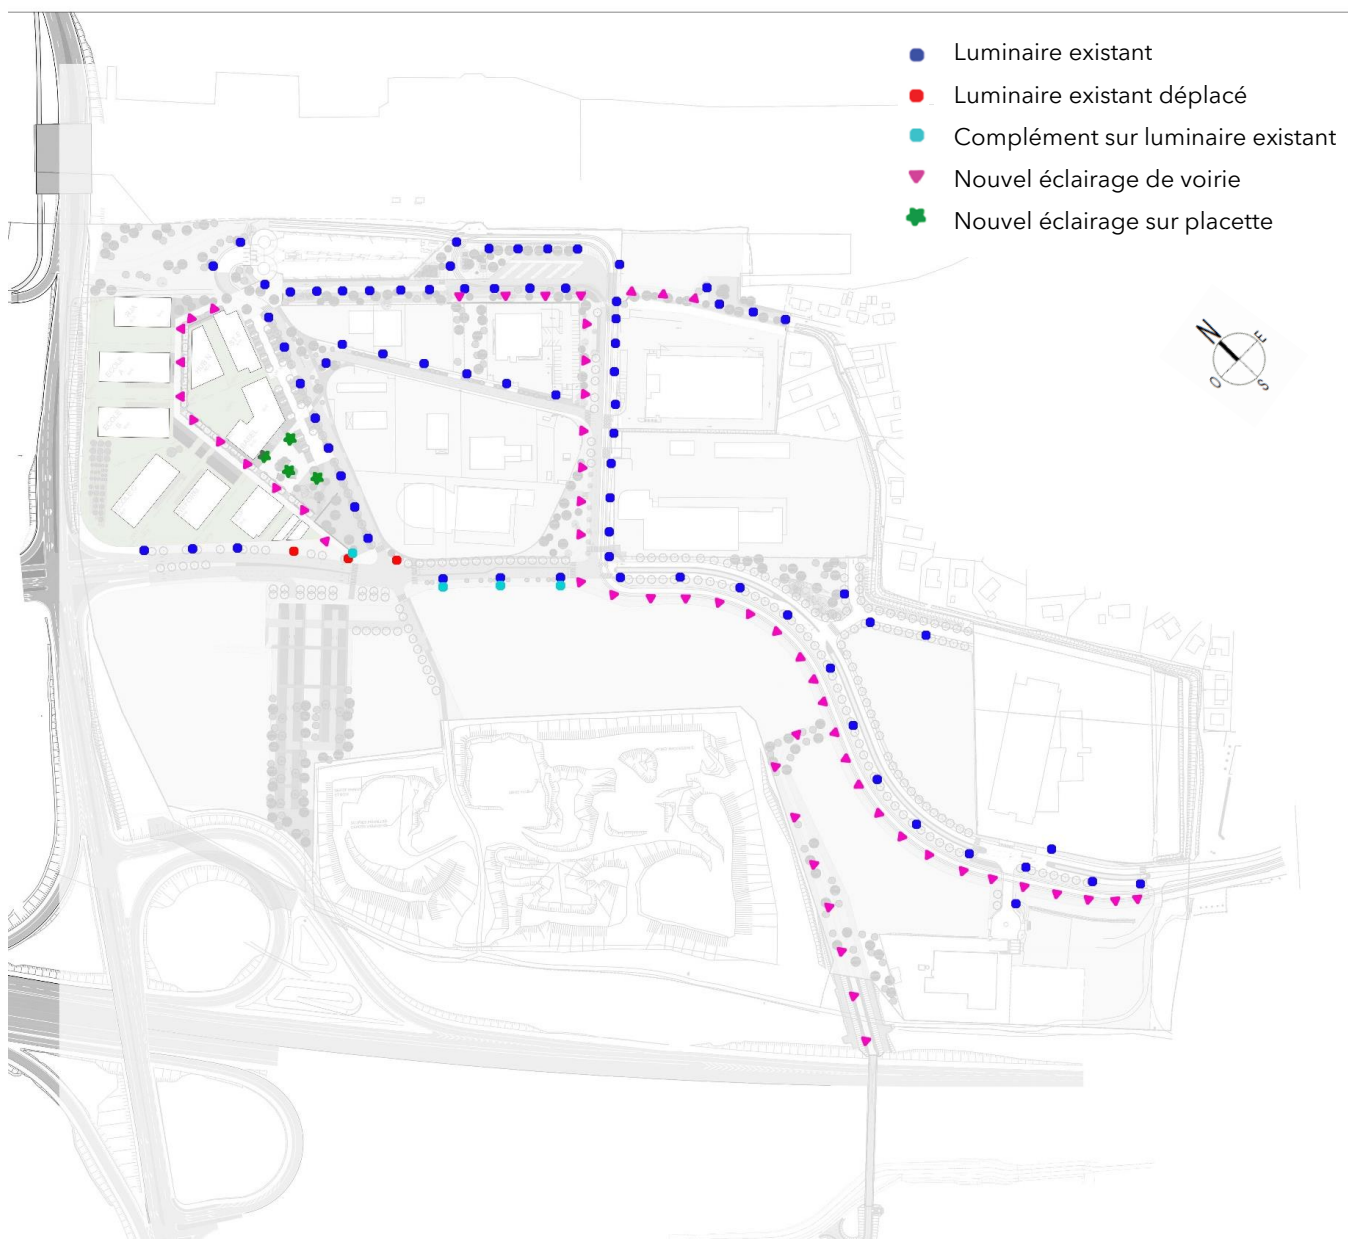 Luminaire existant
Luminaire existant déplacé
Complément sur luminaire existant
Nouvel éclairage de voirie
Nouvel éclairage sur placette
N
E
O
S